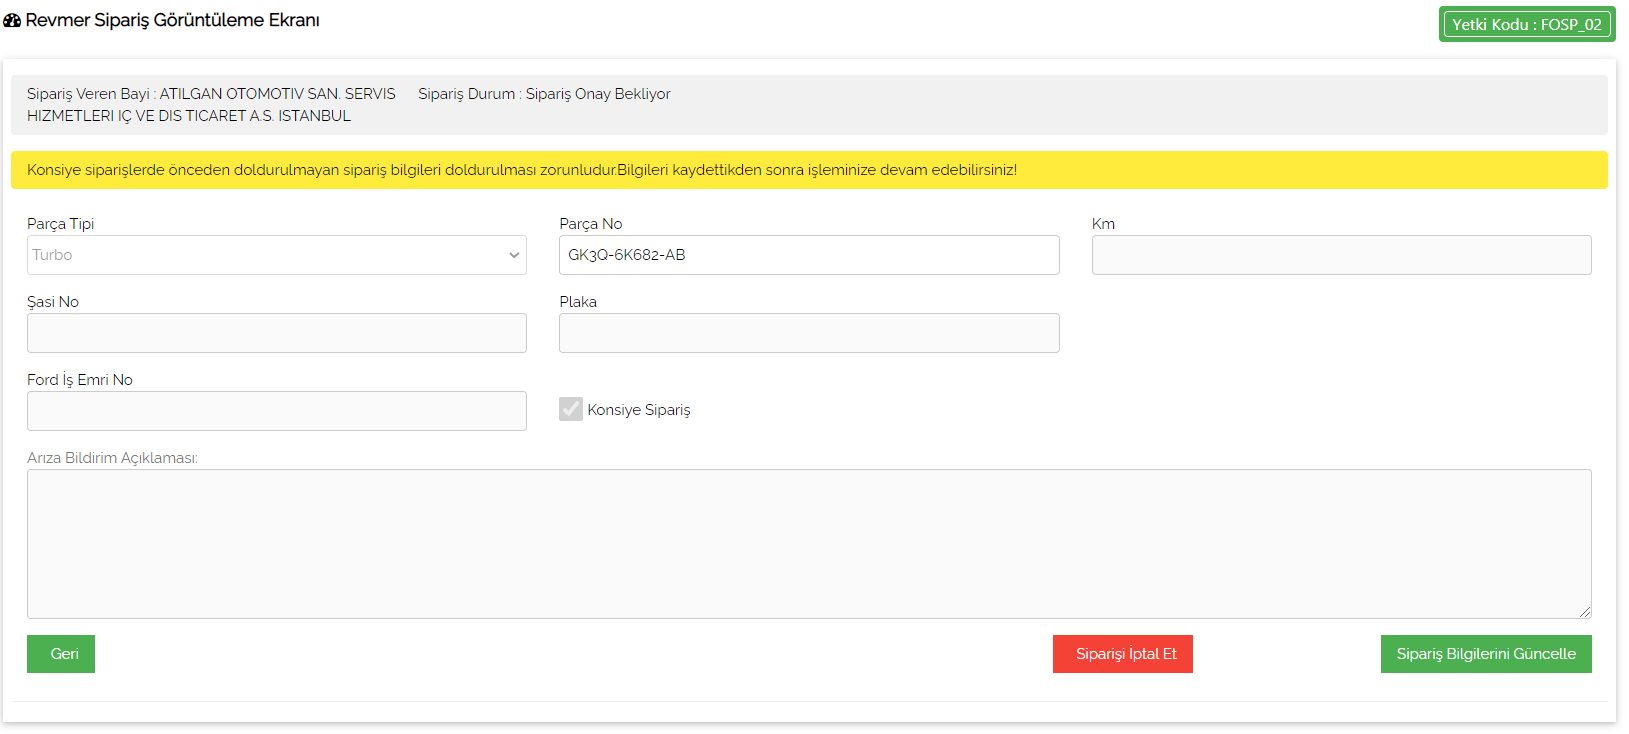 Revmer Sipariş Görüntüleme Ekranı
Yetki Kodu : FOSP_02
Sipariş Veren Bayi : ATILGAN OTOMOTIV SAN. SERVIS
HIZMETLERI IÇ VE DIS TICARET A.S. ISTANBUL
Sipariş Durum : Sipariş Onay Bekliyor
Konsiye siparişlerde önceden doldurulmayan sipariş bilgileri doldurulması zorunludur.Bilgileri kaydettikden sonra işleminize devam edebilirsiniz!
Parça Tipi
Turbo
Parça No
GK3Q-6K682-AB
Km
Şasi No
Plaka
Ford İş Emri No
Konsiye Sipariş
Arıza Bildirim Açıklaması:
Geri
Siparişi İptal Et
Sipariş Bilgilerini Güncelle